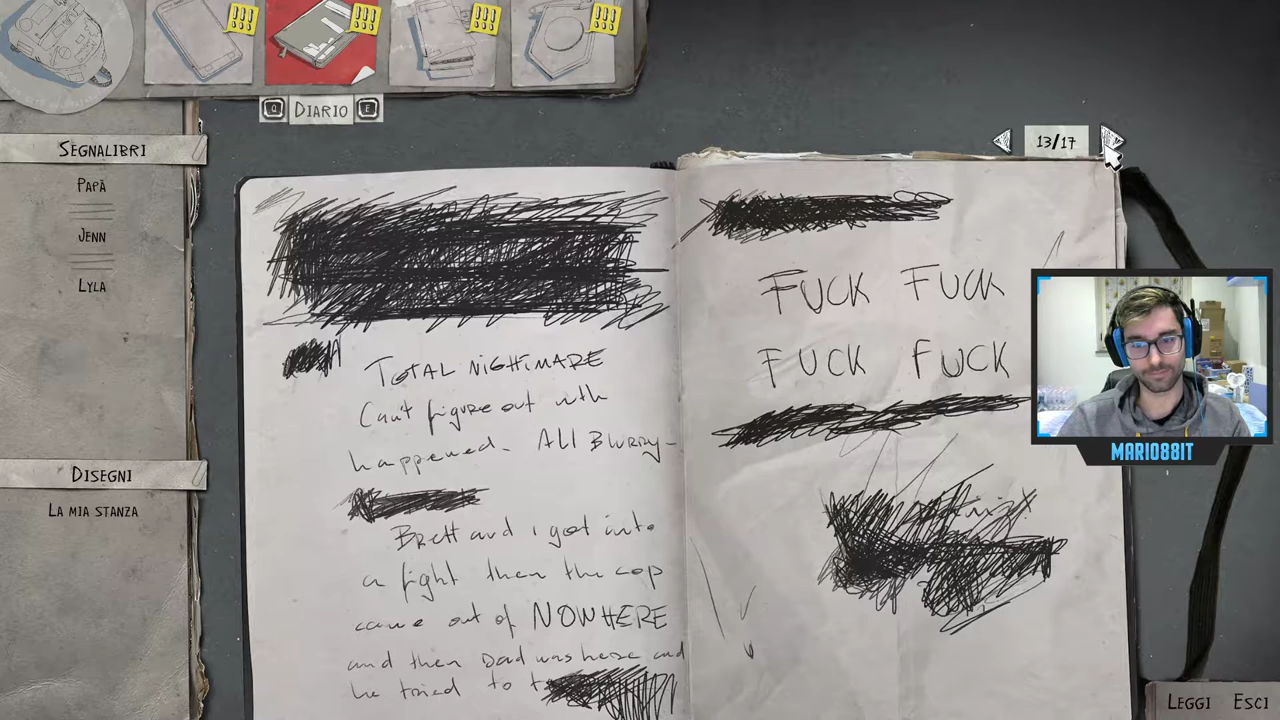 Q DIARIO E
SEGNALIBRI
PAPÀ
JENN
LYLA
DISEGNI
LA MIA STANZA
13/17
TOTAL NIGHTMARE
Can't figure out wth
happened. All Blurry-
Brett and i got into
a fight then the cop
came out of NOWHERE
and then Dad was here and
he tried to t
FUCK FUCK
FUCK FUCK
MARIO88IT
LEGGI ESCI